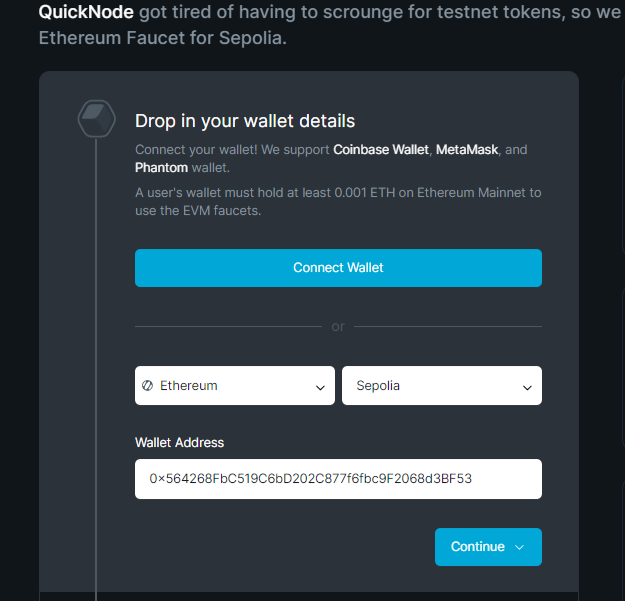 QuickNode got tired of having to scrounge for testnet tokens, so we
Ethereum Faucet for Sepolia.
Drop in your wallet details
Connect your wallet! We support Coinbase Wallet, MetaMask, and
Phantom wallet.
A user's wallet must hold at least 0.001 ETH on Ethereum Mainnet to
use the EVM faucets.
Connect Wallet
or
Ethereum
Sepolia
Wallet Address
0x564268FbC519C6bD202C877f6fbc9F2068d3BF53
Continue